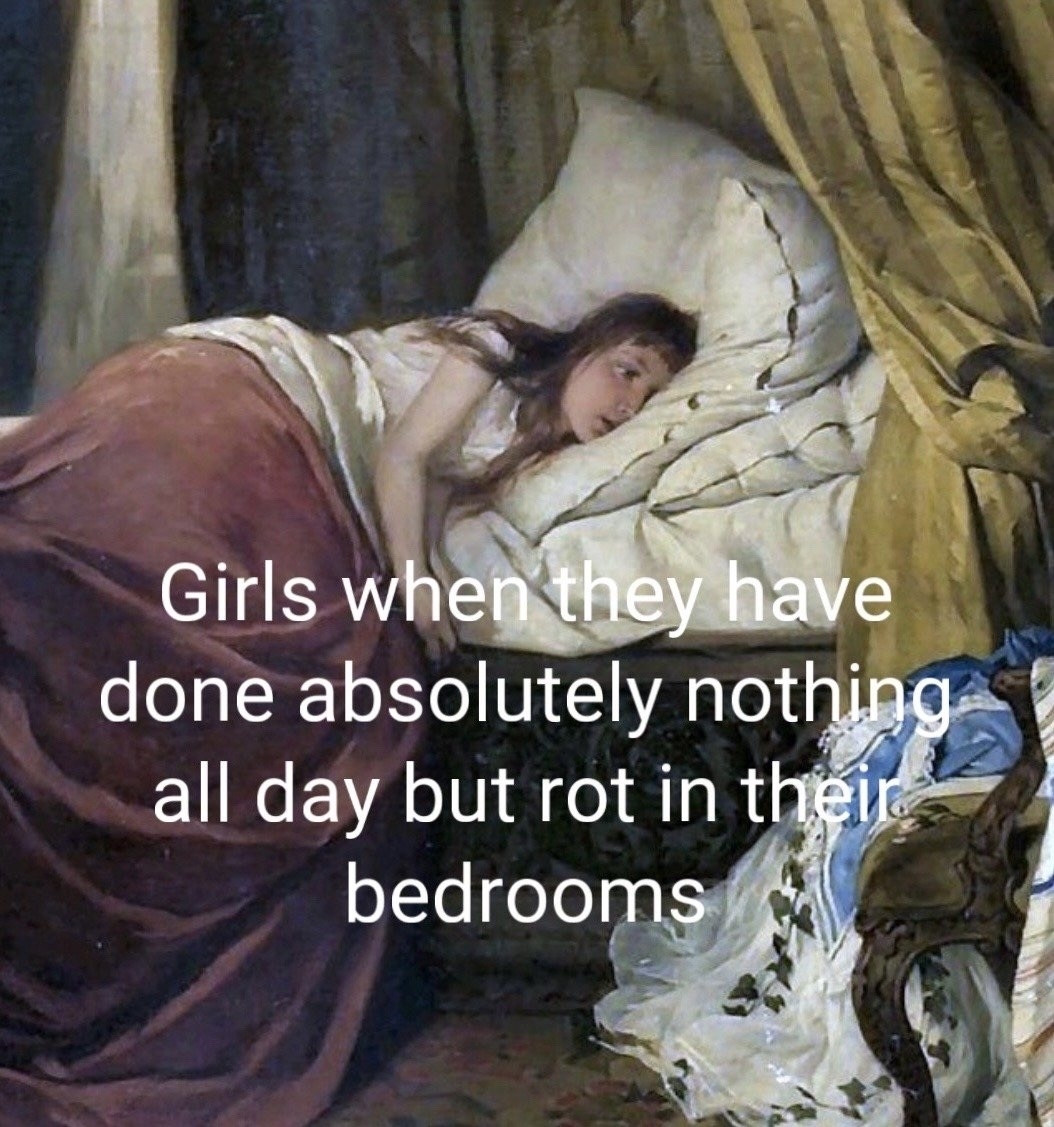 Girls when they have
done absolutely nothing
all day but rot in their
bedrooms